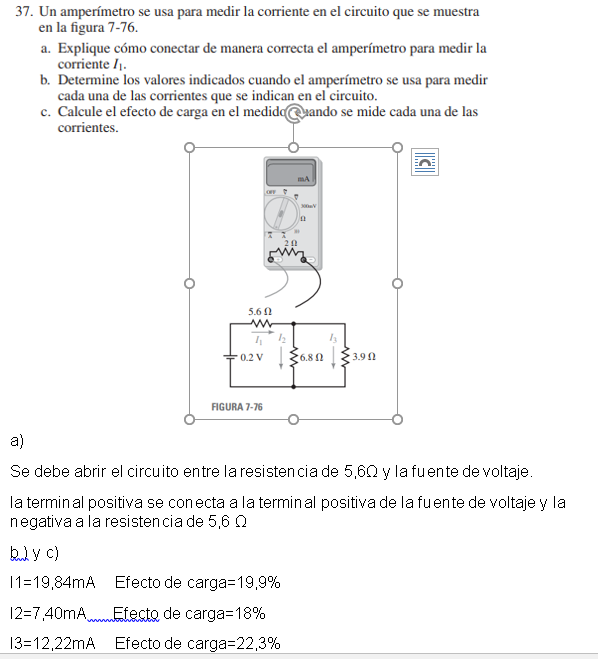 37. Un amperímetro se usa para medir la corriente en el circuito que se muestra
en la figura 7-76.
a. Explique cómo conectar de manera correcta el amperímetro para medir la
corriente I1.
b. Determine los valores indicados cuando el amperímetro se usa para medir
cada una de las corrientes que se indican en el circuito.
c. Calcule el efecto de carga en el medido cuando se mide cada una de las
corrientes.
mA
OFF
300mV
Ω
2 Ω
5.6 Ω
I1 I2 I3
0.2 V 6.8 Ω 3.9 Ω
FIGURA 7-76
a)
Se debe abrir el circuito entre la resistencia de 5,6Ω y la fuente de voltaje.
la terminal positiva se conecta a la terminal positiva de la fuente de voltaje y la
negativa a la resistencia de 5,6 Ω
b.) y c)
I1=19,84mA Efecto de carga=19,9%
I2=7,40mA Efecto de carga=18%
I3=12,22mA Efecto de carga=22,3%